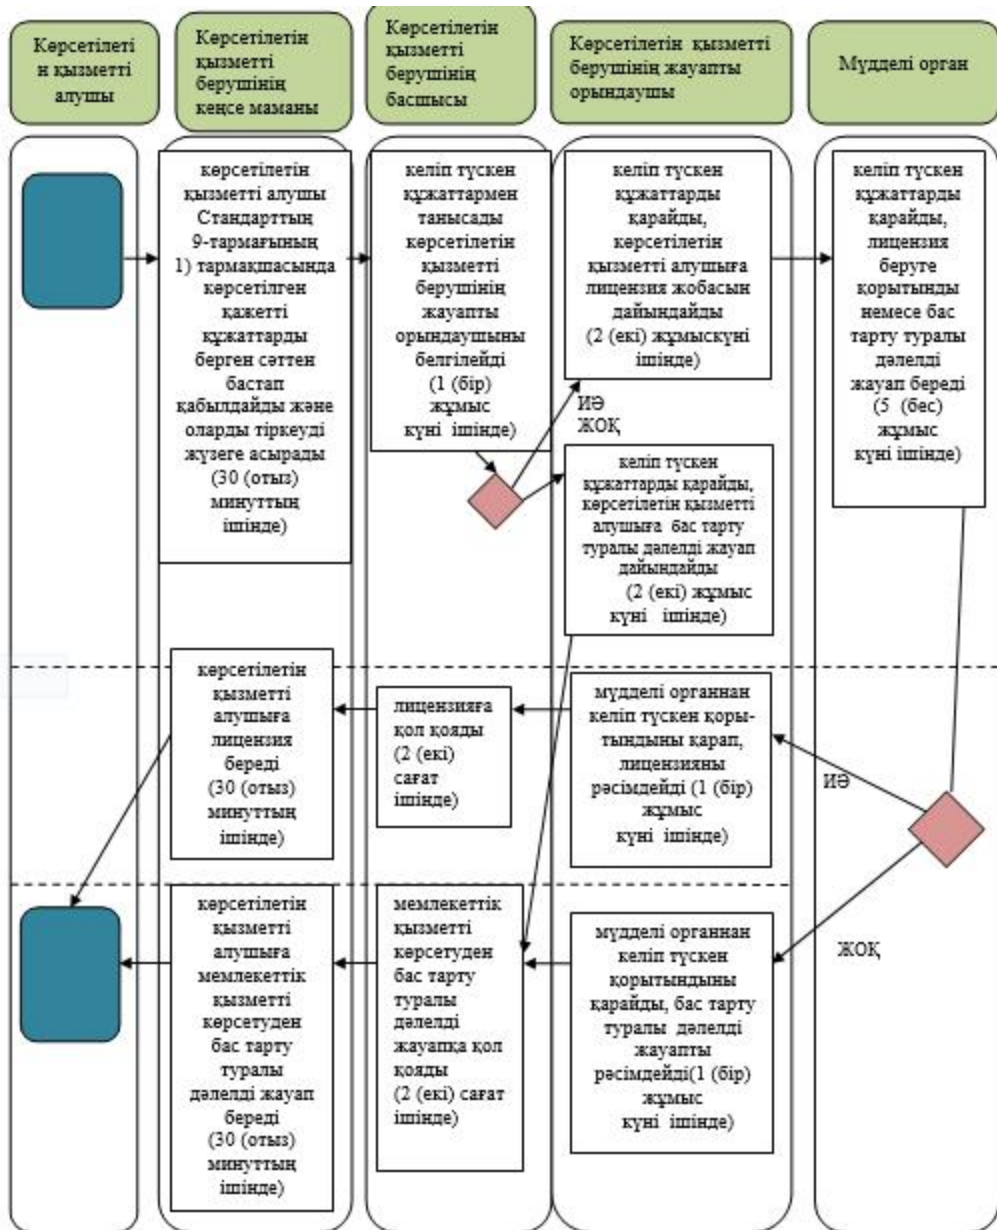 Көрсетілеті
н қызметті
алушы
Көрсетілетін
қызметті
берушінің
кеңсе маманы
Көрсетілетін
қызметті
берушінің
басшысы
Көрсетілетін қызметті
берушінің жауапты
орындаушы
Мүдделі орган
көрсетілетін
қызметті алушы
Стандарттың
9-тармағының
1) тармақшасында
көрсетілген
қажетті
құжаттарды
берген сәттен
бастап
қабылдайды және
оларды тіркеуді
жүзеге асырады
(30 (отыз)
минуттың
ішінде)
келіп түскен
құжаттармен
танысады
көрсетілетін
қызметті
берушінің
жауапты
орындаушыны
белгілейді
(1 (бір)
жұмыс
күні ішінде)
келіп түскен
құжаттарды
қарайды,
көрсетілетін
қызметті алушыға
лицензия жобасын
дайындайды
(2 (екі) жұмыскүні
ішінде)
келіп түскен
құжаттарды
қарайды,
лицензия
беруге
қорытынды
немесе бас
тарту туралы
дәлелді
жауап береді
(5 (бес)
жұмыс
күні ішінде)
ИӘ
ЖОҚ
келіп түскен
құжаттарды қарайды,
көрсетілетін қызметті
алушыға бас тарту
туралы дәлелді жауап
дайындайды
(2 (екі) жұмыс
күні ішінде)
көрсетілетін
қызметті
алушыға
лицензия
береді
(30 (отыз)
минуттың
ішінде)
лицензияға
қол қояды
(2 (екі)
сағат
ішінде)
мүдделі органнан
келіп түскен қоры-
тындыны қарап,
лицензияны
рәсімдейді (1 (бір)
жұмыс
күні ішінде)
ИӘ
көрсетілетін
қызметті
алушыға
мемлекеттік
қызметті
көрсетуден
бас тарту
туралы
дәлелді жауап
береді
(30 (отыз)
минуттың
ішінде)
мемлекеттік
қызметті
көрсетуден
бас тарту
туралы
дәлелді
жауапқа қол
қояды
(2 (екі) сағат
ішінде)
мүдделі органнан
келіп түскен
қорытындыны
қарайды, бас тарту
туралы дәлелді
жауапты
рәсімдейді(1 (бір)
жұмыс
күні ішінде)
ЖОҚ